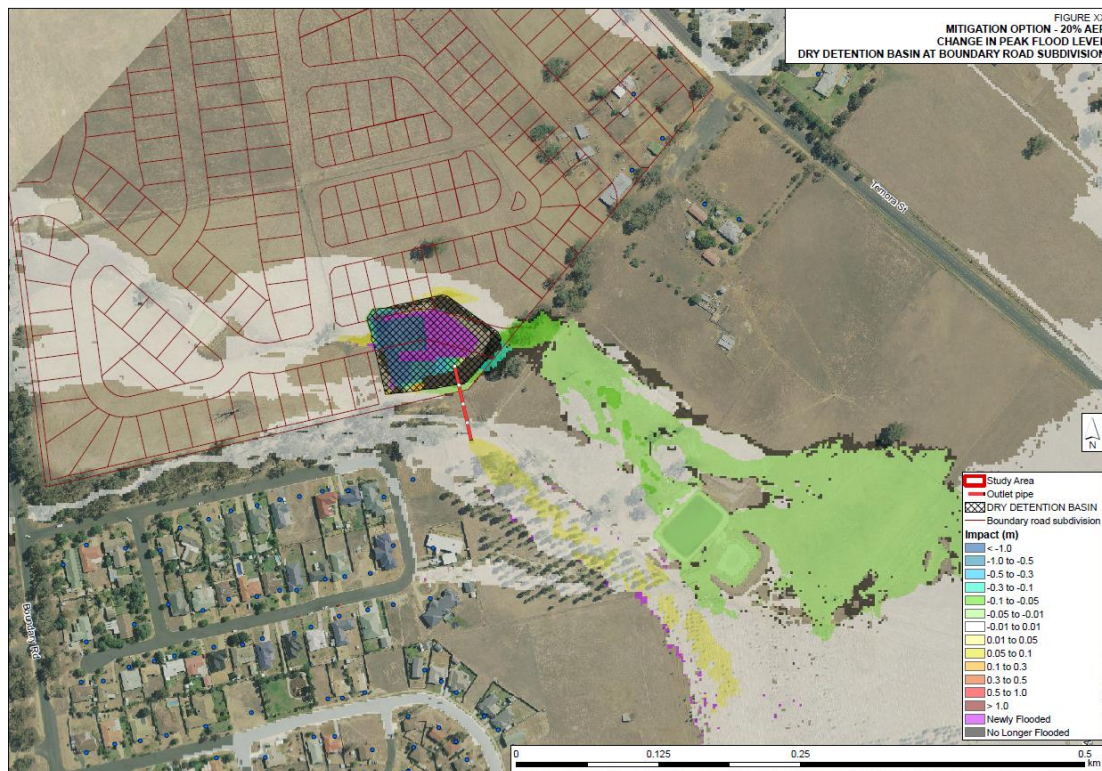 FIGURE XX
MITIGATION OPTION - 20% AEP
CHANGE IN PEAK FLOOD LEVEL
DRY DETENTION BASIN AT BOUNDARY ROAD SUBDIVISION
Temora St
Boundary Rd
N
Study Area
Outlet pipe
DRY DETENTION BASIN
Boundary road subdivision
Impact (m)
< -1.0
-1.0 to -0.5
-0.5 to -0.3
-0.3 to -0.1
-0.1 to -0.05
-0.05 to -0.01
-0.01 to 0.01
0.01 to 0.05
0.05 to 0.1
0.1 to 0.3
0.3 to 0.5
0.5 to 1.0
> 1.0
Newly Flooded
No Longer Flooded
0 0.125 0.25 0.5
km